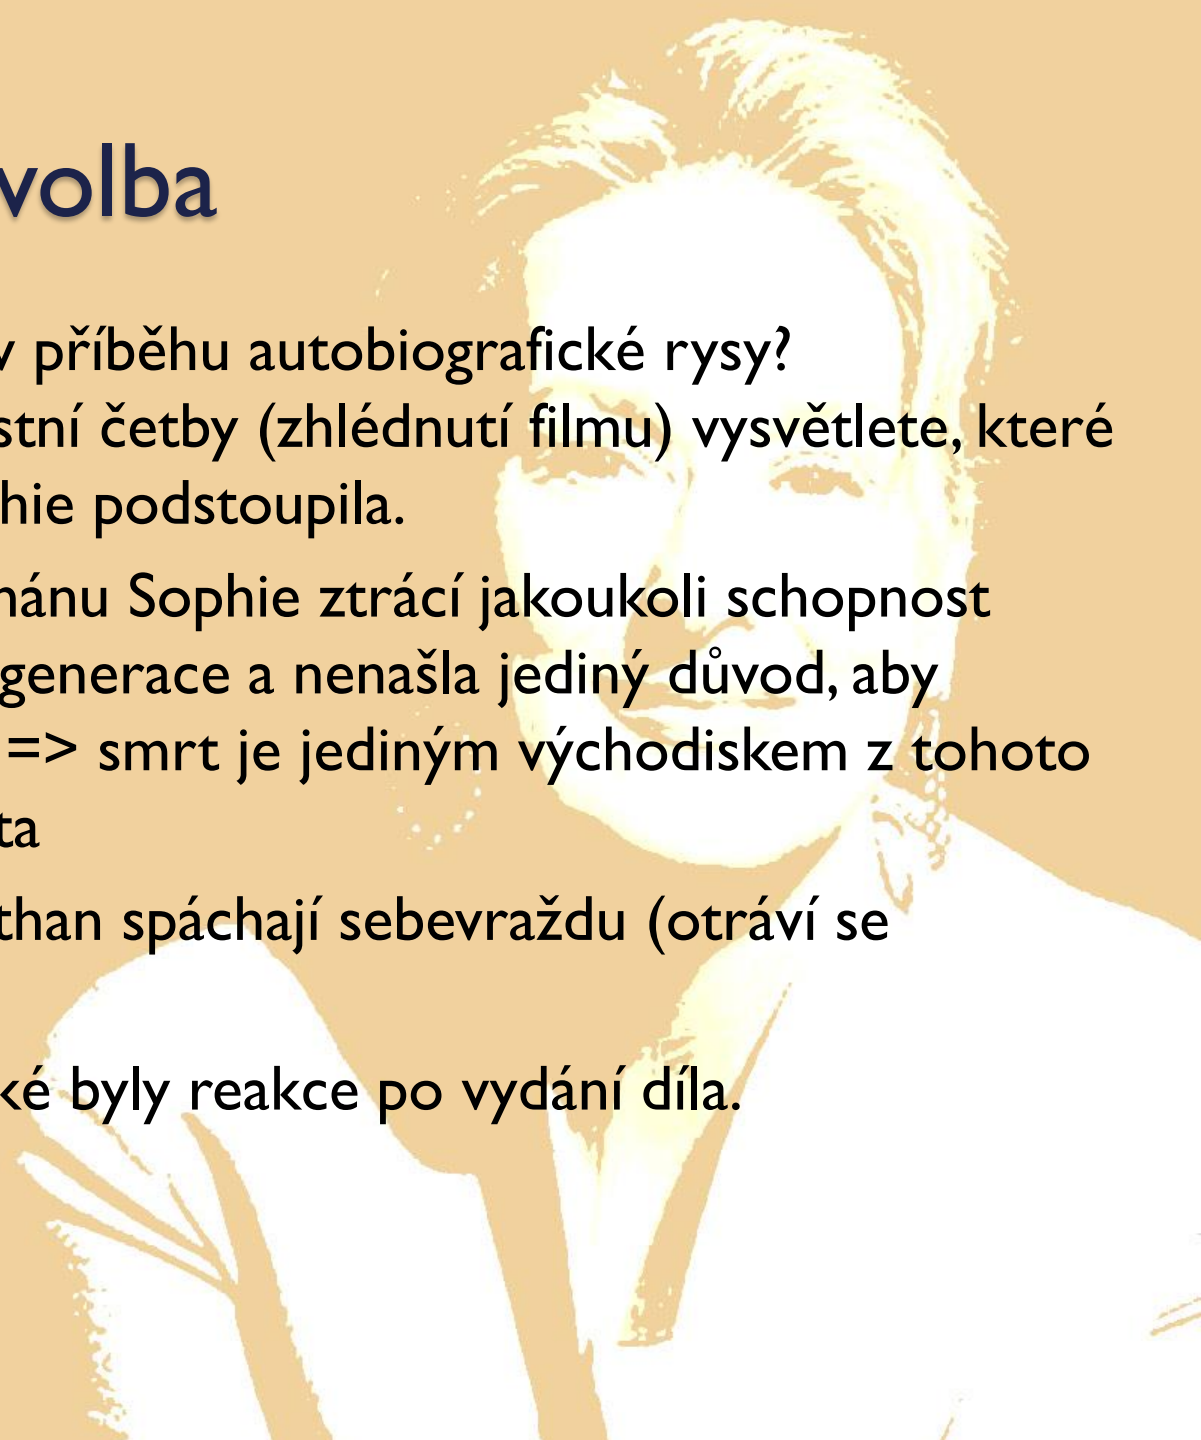 volba
v příběhu autobiografické rysy?
stní četby (zhlédnutí filmu) vysvětlete, které
hie podstoupila.
mánu Sophie ztrácí jakoukoli schopnost
generace a nenašla jediný důvod, aby
=> smrt je jediným východiskem z tohoto
ta
than spáchají sebevraždu (otráví se
ké byly reakce po vydání díla.